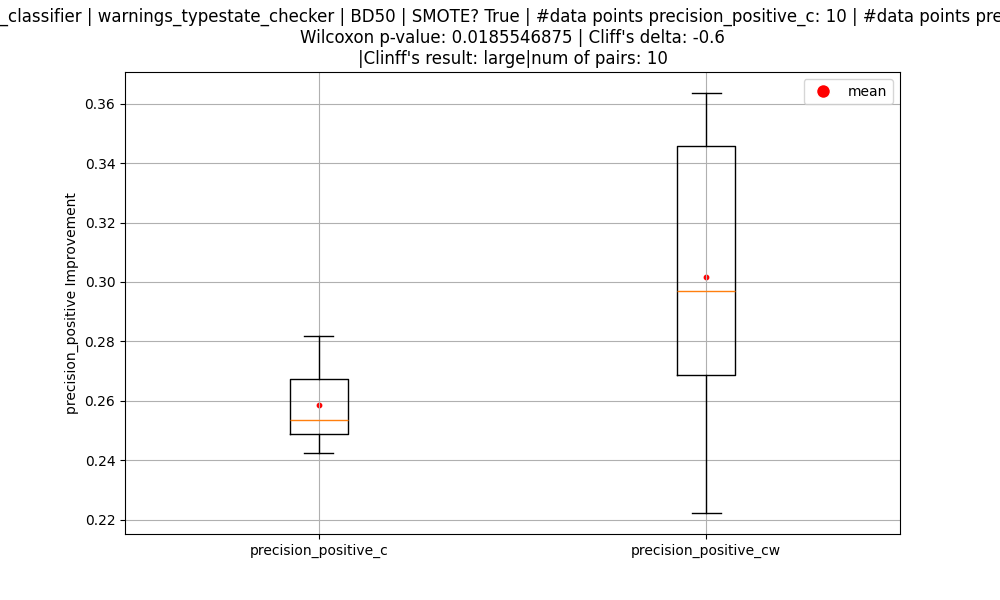 _classifier | warnings_typestate_checker | BD50 | SMOTE? True | #data points precision_positive_c: 10 | #data points pre
Wilcoxon p-value: 0.0185546875 | Cliff's delta: -0.6
|Clinff's result: large|num of pairs: 10
mean
0.36
0.34
0.32
0.30
0.28
0.26
0.24
0.22
precision_positive Improvement
precision_positive_c
precision_positive_cw